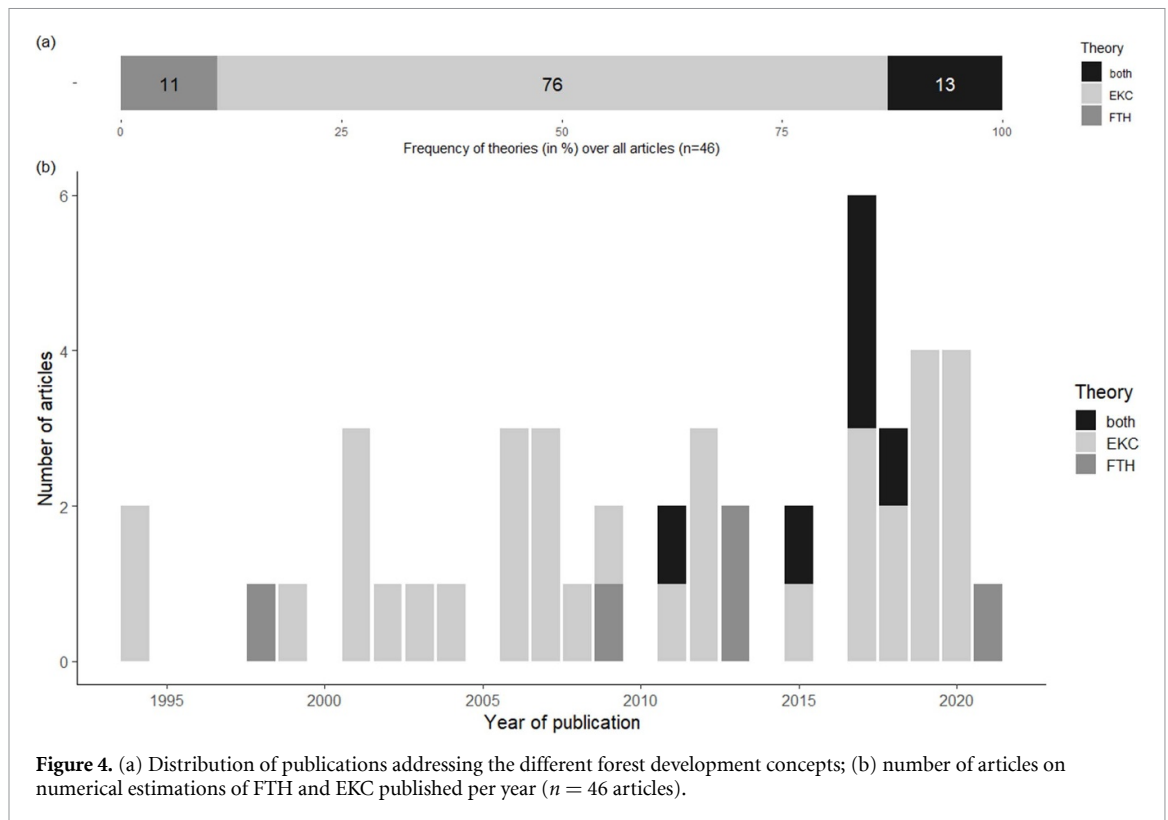 (a)
11 76 13
-
0 25 50 75 100
Frequency of theories (in %) over all articles (n=46)
Theory
both
EKC
FTH
(b)
6
4
2
0
Number of articles
1995 2000 2005 2010 2015 2020
Year of publication
Theory
both
EKC
FTH
Figure 4. (a) Distribution of publications addressing the different forest development concepts; (b) number of articles on
numerical estimations of FTH and EKC published per year (n = 46 articles).